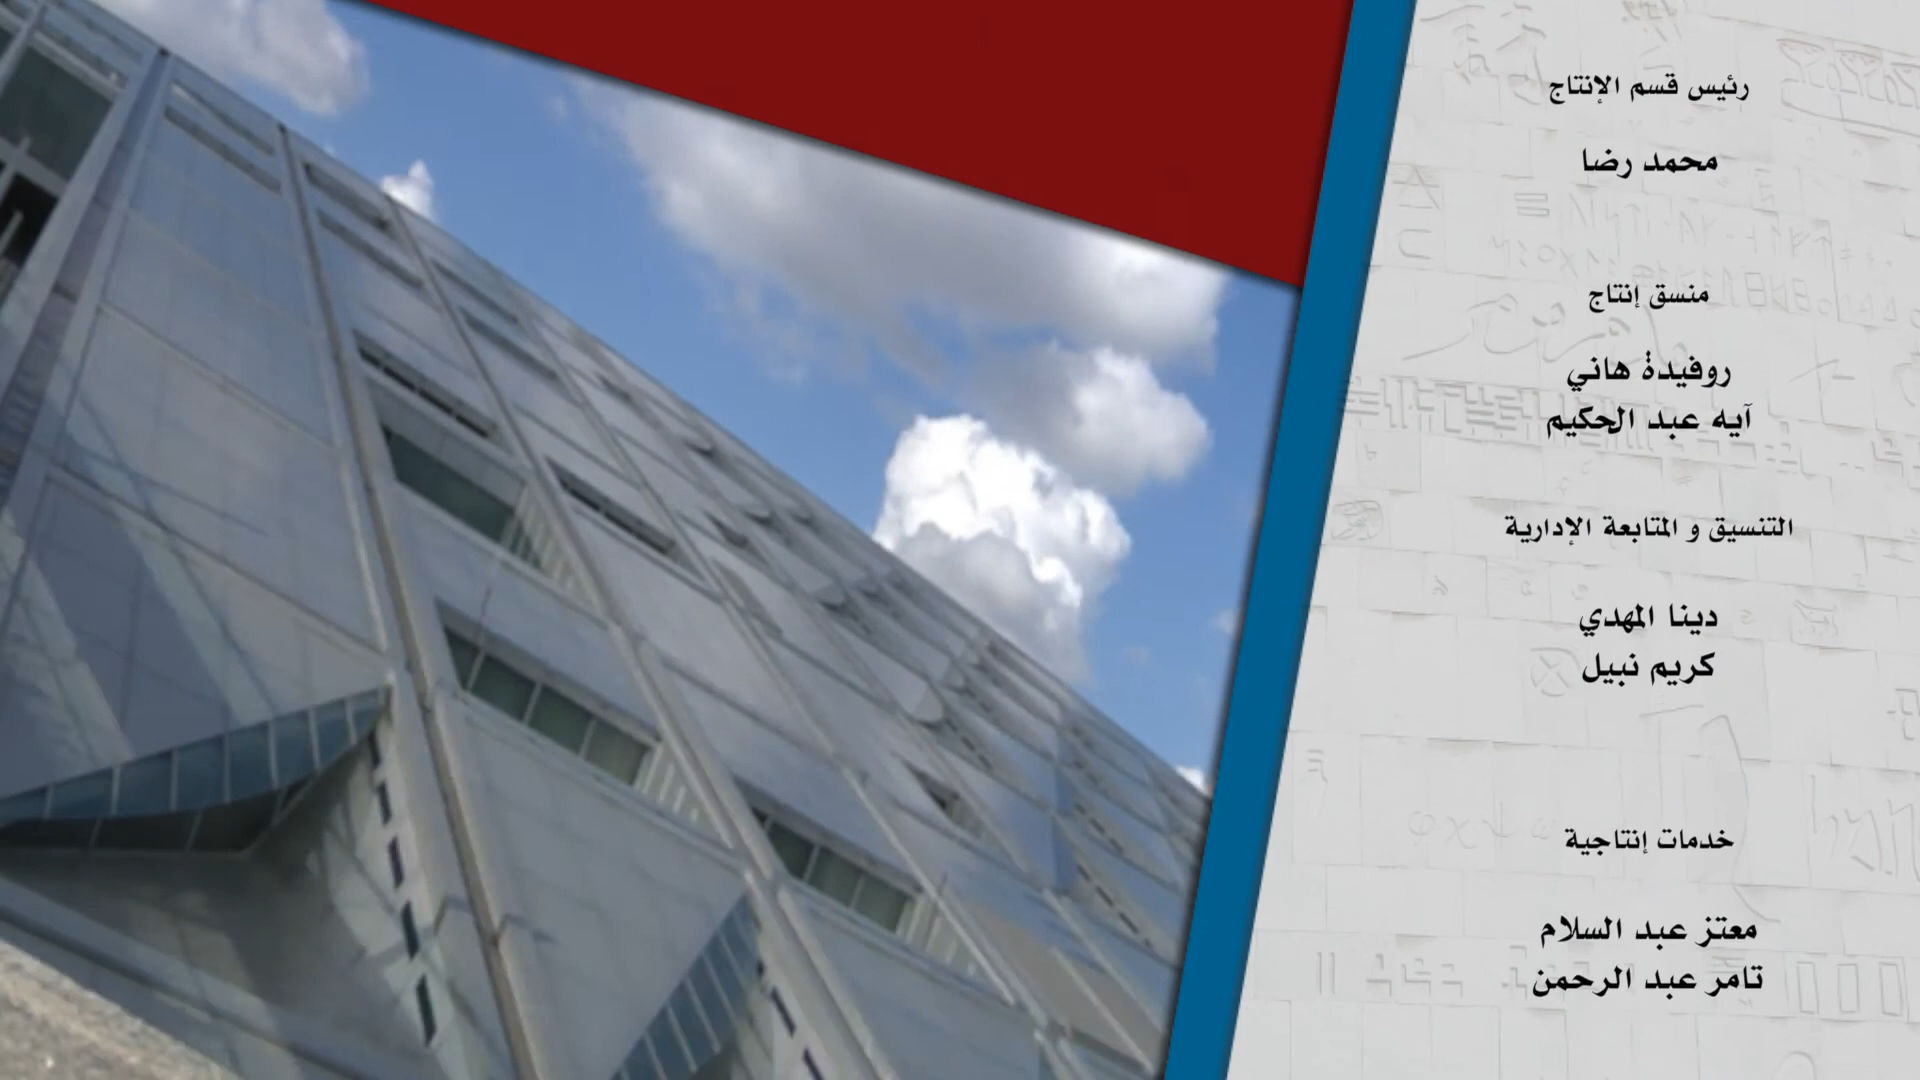 رئيس قسم الإنتاج
محمد رضا
منسق إنتاج
روفيدة هاني
آيه عبد الحكيم
التنسيق و المتابعة الإدارية
دينا المهدي
كريم نبيل
خدمات إنتاجية
معتز عبد السلام
تامر عبد الرحمن